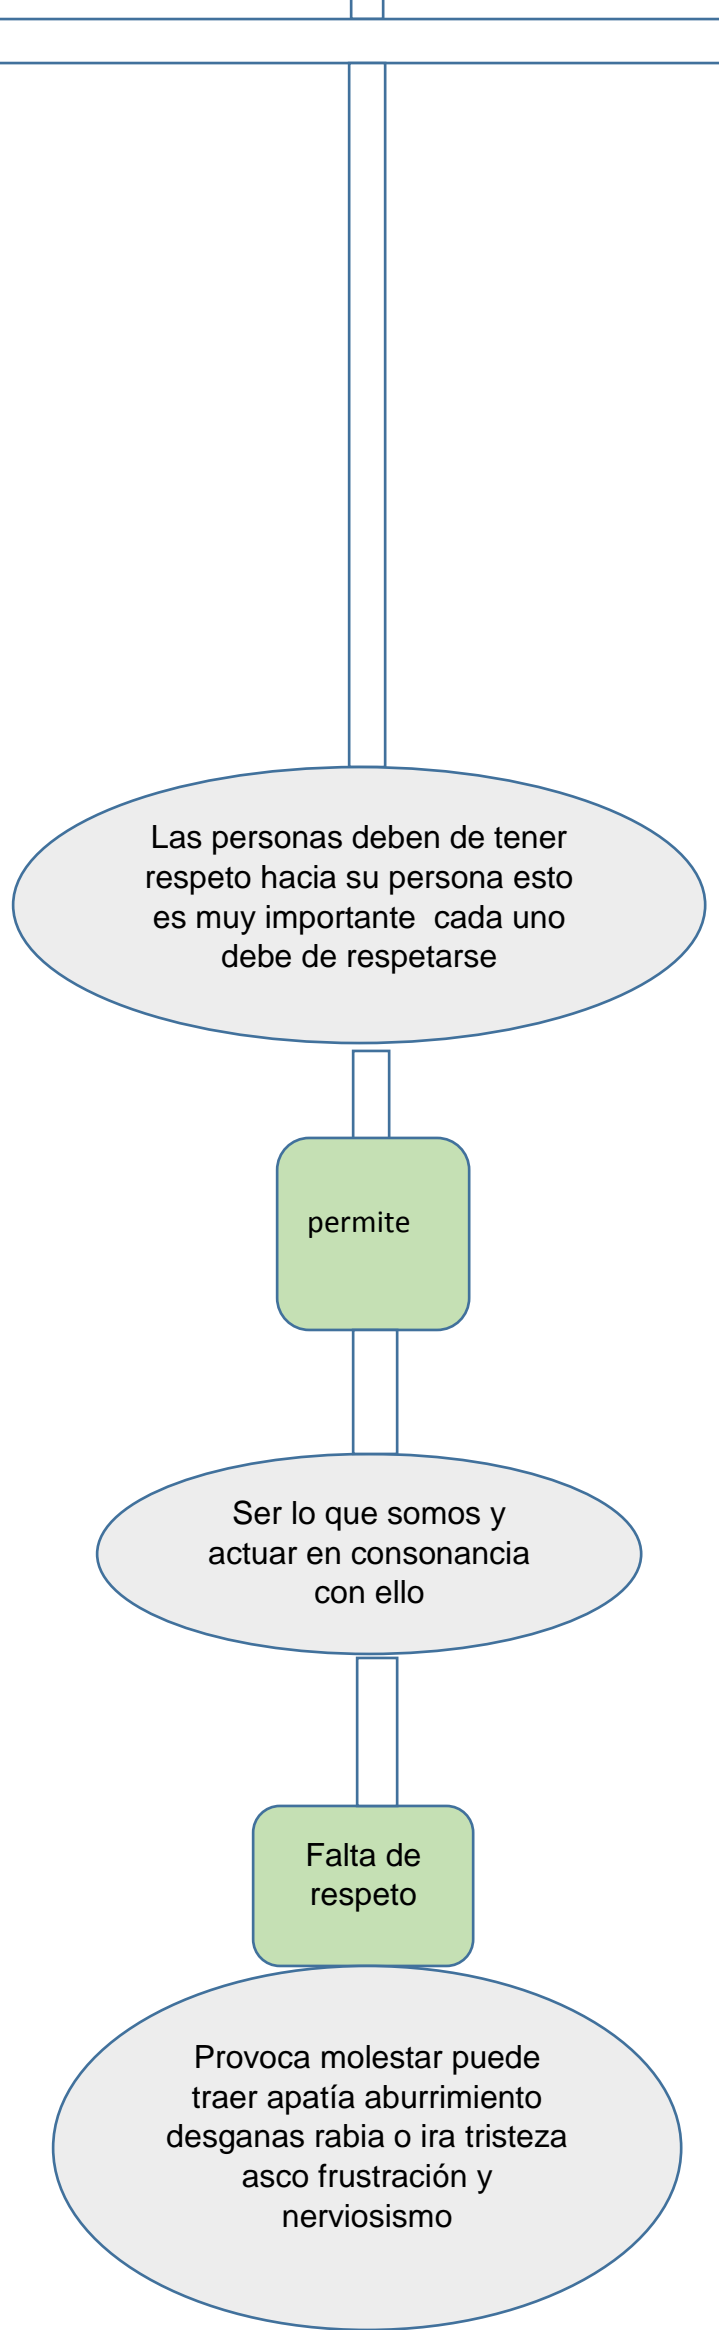 Las personas deben de tener
respeto hacia su persona esto
es muy importante  cada uno
debe de respetarse
permite
Ser lo que somos y
actuar en consonancia
con ello
Falta de
respeto
Provoca molestar puede
traer apatía aburrimiento
desganas rabia o ira tristeza
asco frustración y
nerviosismo